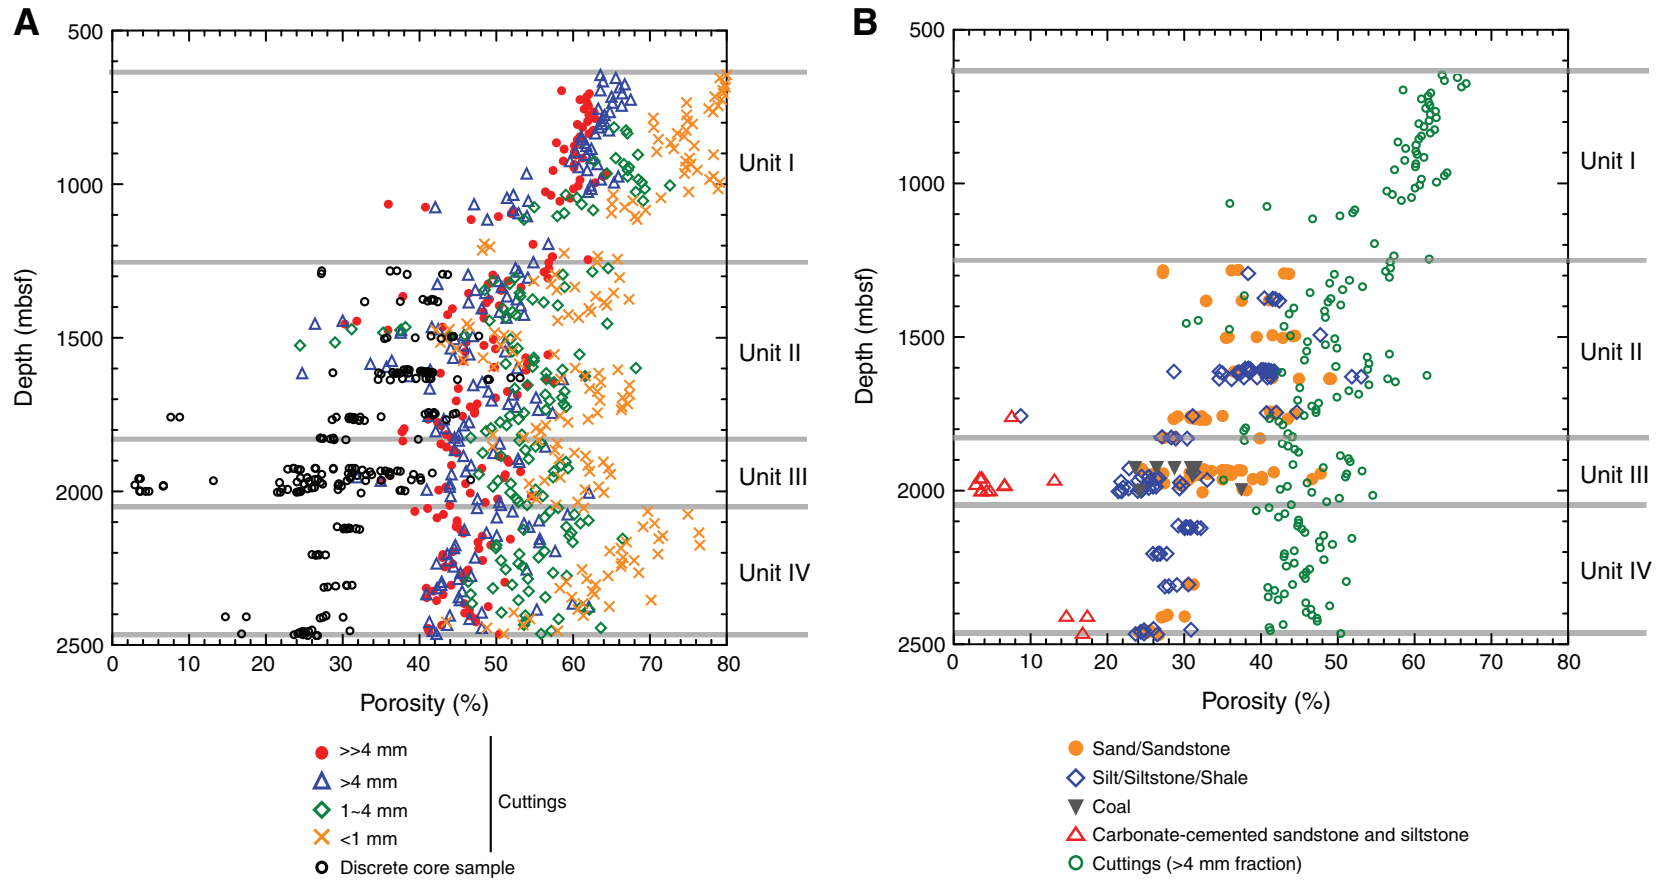 A
500
1000
1500
2000
2500
Depth (mbsf)
Unit I
Unit II
Unit III
Unit IV
0 10 20 30 40 50 60 70 80
Porosity (%)
>>4 mm
>4 mm
1~4 mm
<1 mm
Cuttings
Discrete core sample
B
500
1000
1500
2000
2500
Depth (mbsf)
Unit I
Unit II
Unit III
Unit IV
0 10 20 30 40 50 60 70 80
Porosity (%)
Sand/Sandstone
Silt/Siltstone/Shale
Coal
Carbonate-cemented sandstone and siltstone
Cuttings (>4 mm fraction)